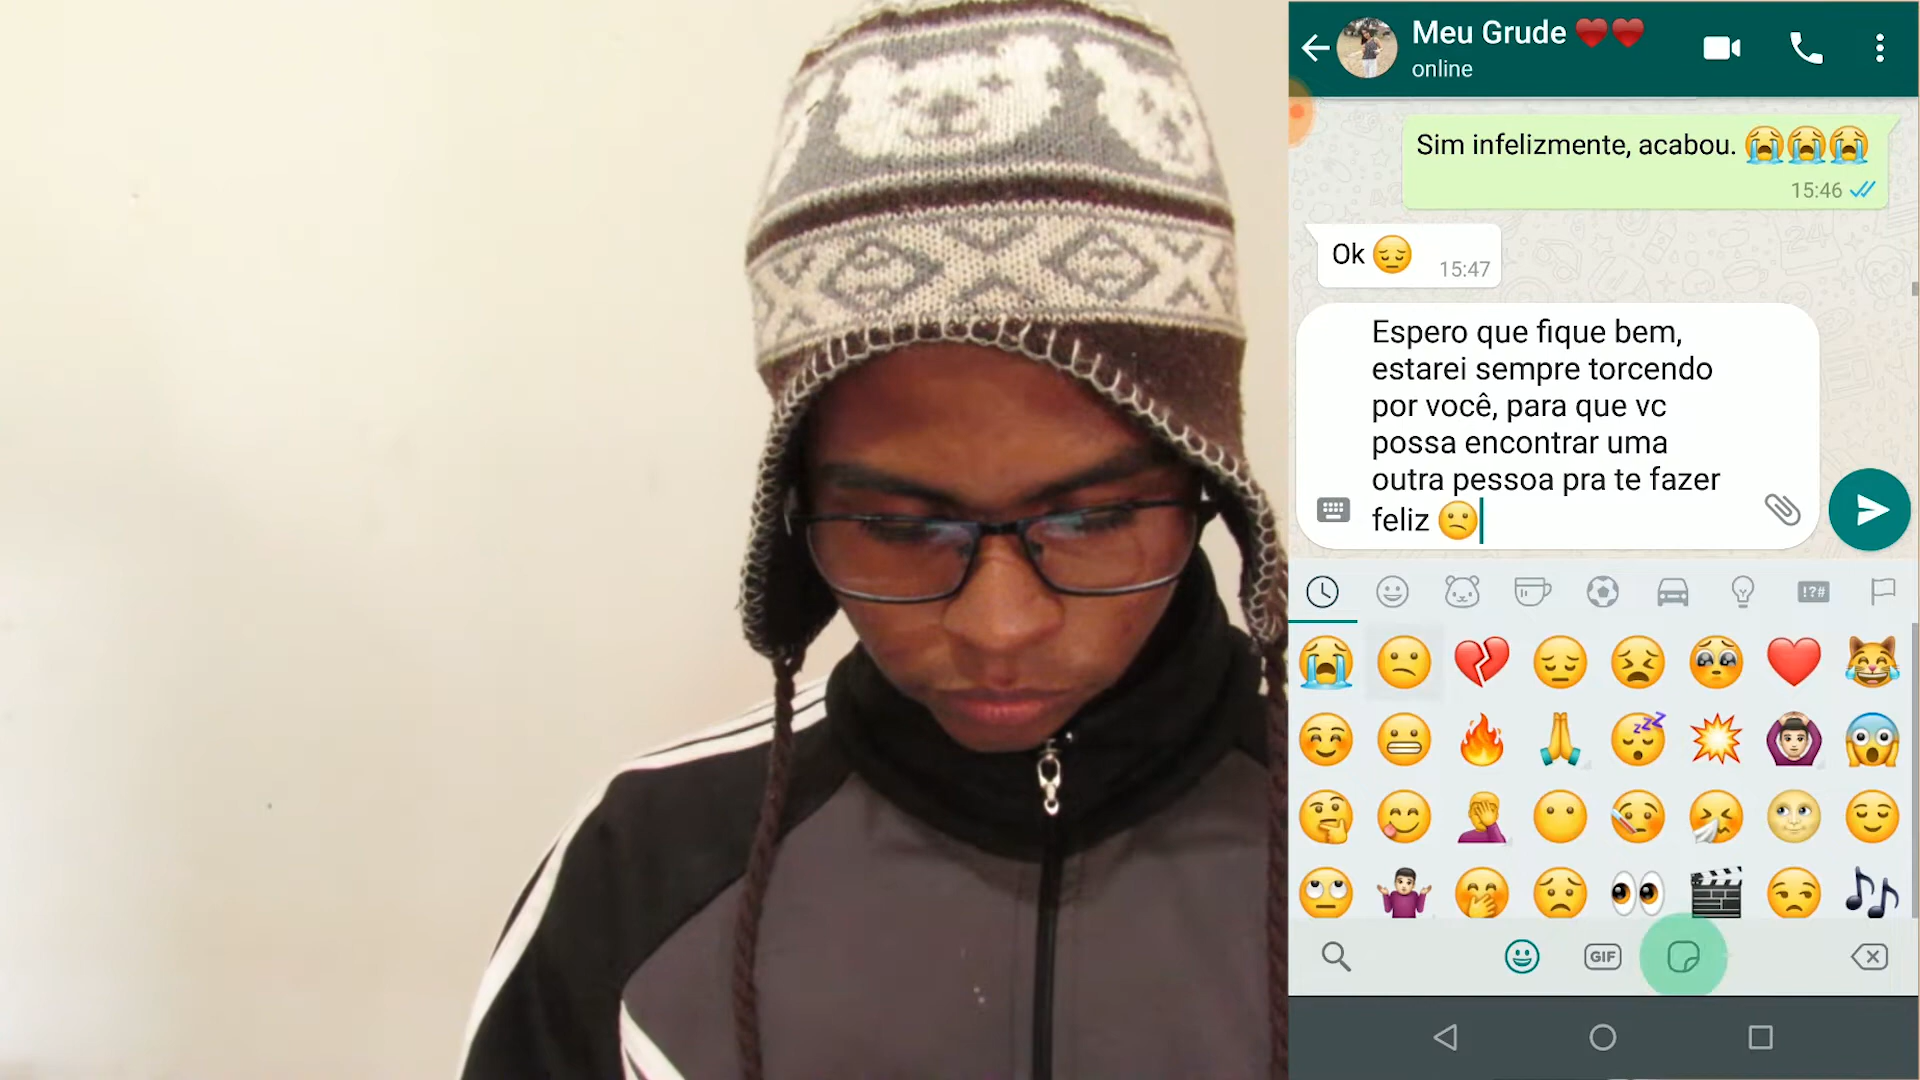 Meu Grude ❤️❤️
online
Sim infelizmente, acabou. 😭😭😭
15:46
Ok 😔 15:47
Espero que fique bem,
estarei sempre torcendo
por você, para que vc
possa encontrar uma
outra pessoa pra te fazer
feliz 😕
!?#
GIF